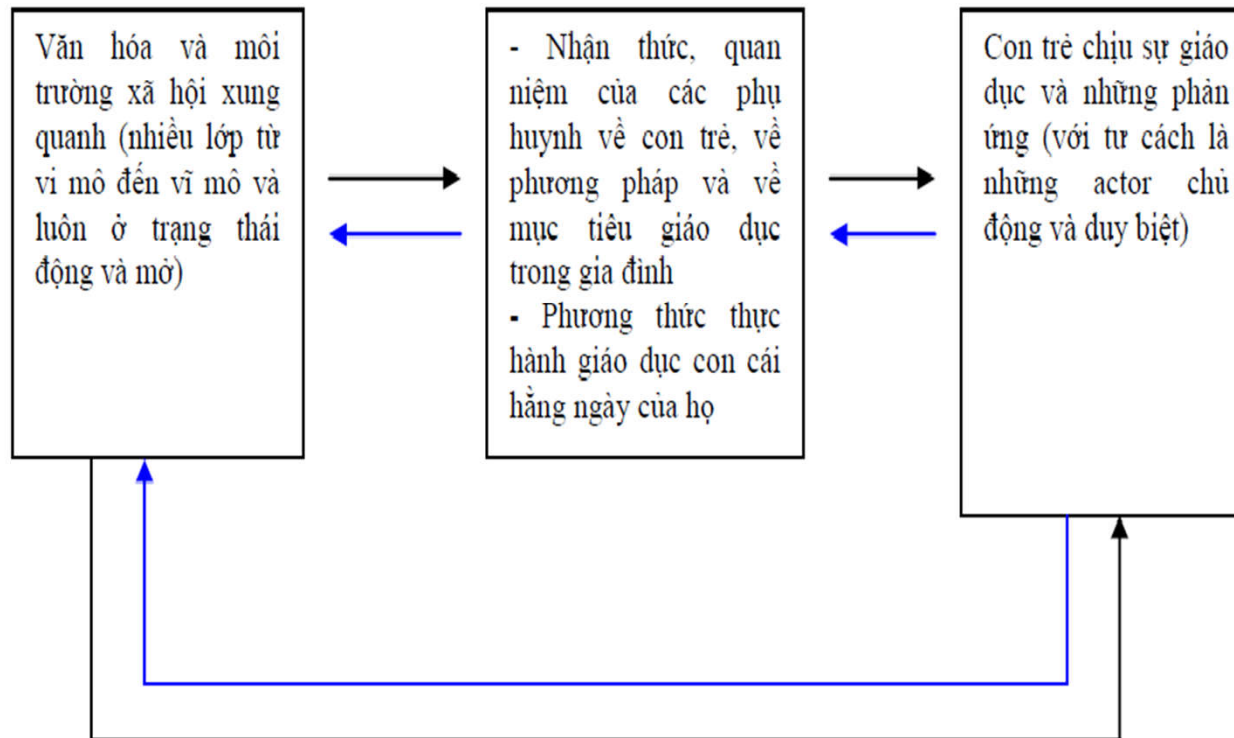 Văn hóa và môi
trường xã hội xung
quanh (nhiều lớp từ
vi mô đến vĩ mô và
luôn ở trạng thái
động và mở)
- Nhận thức, quan
niệm của các phụ
huynh về con trẻ, về
phương pháp và về
mục tiêu giáo dục
trong gia đình
- Phương thức thực
hành giáo dục con cái
hằng ngày của họ
Con trẻ chịu sự giáo
dục và những phản
ứng (với tư cách là
những actor chủ
động và duy biệt)